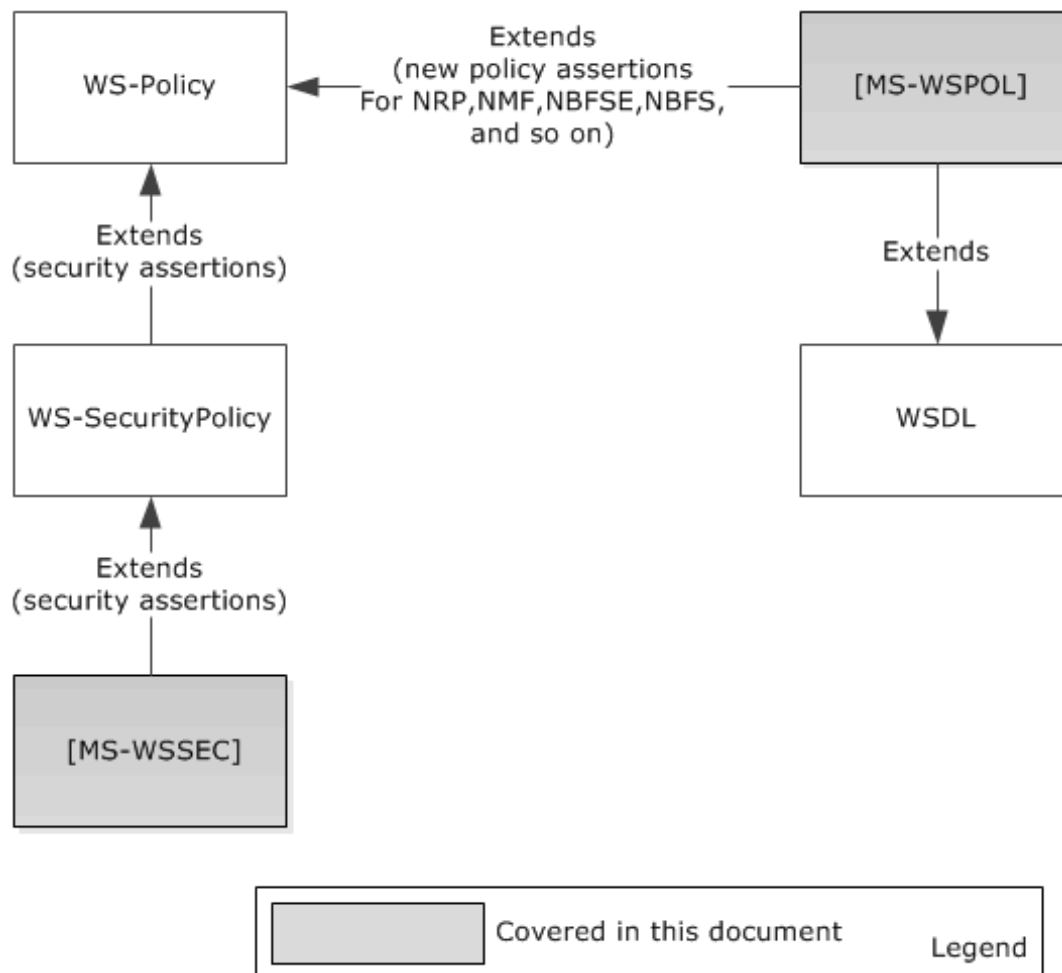 WS-Policy
Extends
(new policy assertions
For NRP,NMF,NBFSE,NBFS,
and so on)
[MS-WSPOL]
Extends
(security assertions)
Extends
WS-SecurityPolicy
WSDL
Extends
(security assertions)
[MS-WSSEC]
Covered in this document
Legend